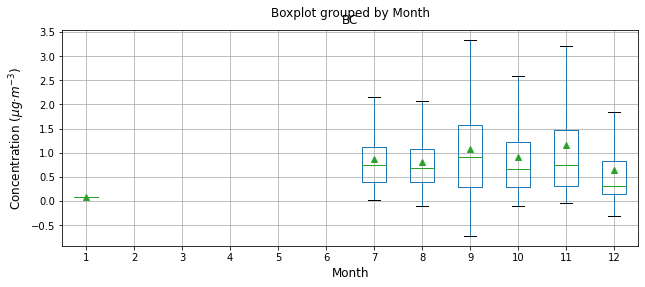 Boxplot grouped by Month
BC
Concentration (μg·m⁻³)
3.5
3.0
2.5
2.0
1.5
1.0
0.5
0.0
−0.5
1 2 3 4 5 6 7 8 9 10 11 12
Month